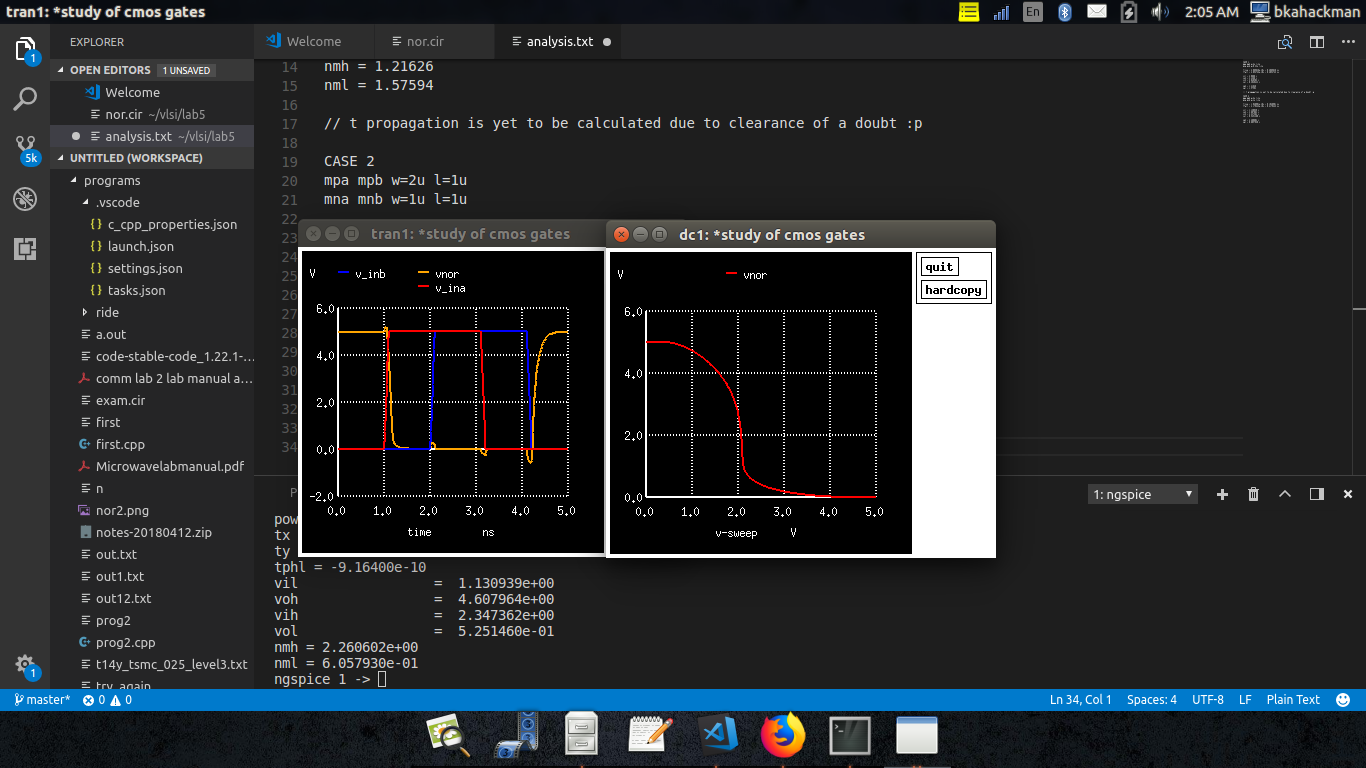 tran1: *study of cmos gates
En
2:05 AM
bkahackman
EXPLORER
Welcome
nor.cir
analysis.txt
OPEN EDITORS
1 UNSAVED
Welcome
nor.cir ~/vlsi/lab5
analysis.txt ~/vlsi/lab5
UNTITLED (WORKSPACE)
programs
.vscode
{} c_cpp_properties.json
{} launch.json
{} settings.json
{} tasks.json
ride
a.out
code-stable-code_1.22.1-...
comm lab 2 lab manual a...
exam.cir
first
first.cpp
Microwavelabmanual.pdf
n
nor2.png
notes-20180412.zip
out.txt
out1.txt
out12.txt
prog2
prog2.cpp
t14y_tsmc_025_level3.txt
try_again
1
5k
1
14 nmh = 1.21626
15 nml = 1.57594
16
17 // t propagation is yet to be calculated due to clearance of a doubt :p
18
19 CASE 2
20 mpa mpb w=2u l=1u
21 mna mnb w=1u l=1u
22
23
24
25
26
27
28
29
30
31
32
33
34
tran1: *study of cmos gates
V
v_inb
vnor
v_ina
6.0
4.0
2.0
0.0
-2.0
0.0 1.0 2.0 3.0 4.0 5.0
time ns
dc1: *study of cmos gates
quit
hardcopy
V
vnor
6.0
4.0
2.0
0.0
0.0 1.0 2.0 3.0 4.0 5.0
v-sweep V
P
1: ngspice
pow
tx
ty
tphl = -9.16400e-10
vil = 1.130939e+00
voh = 4.607964e+00
vih = 2.347362e+00
vol = 5.251460e-01
nmh = 2.260602e+00
nml = 6.057930e-01
ngspice 1 ->
master*
0
0
Ln 34, Col 1
Spaces: 4
UTF-8
LF
Plain Text